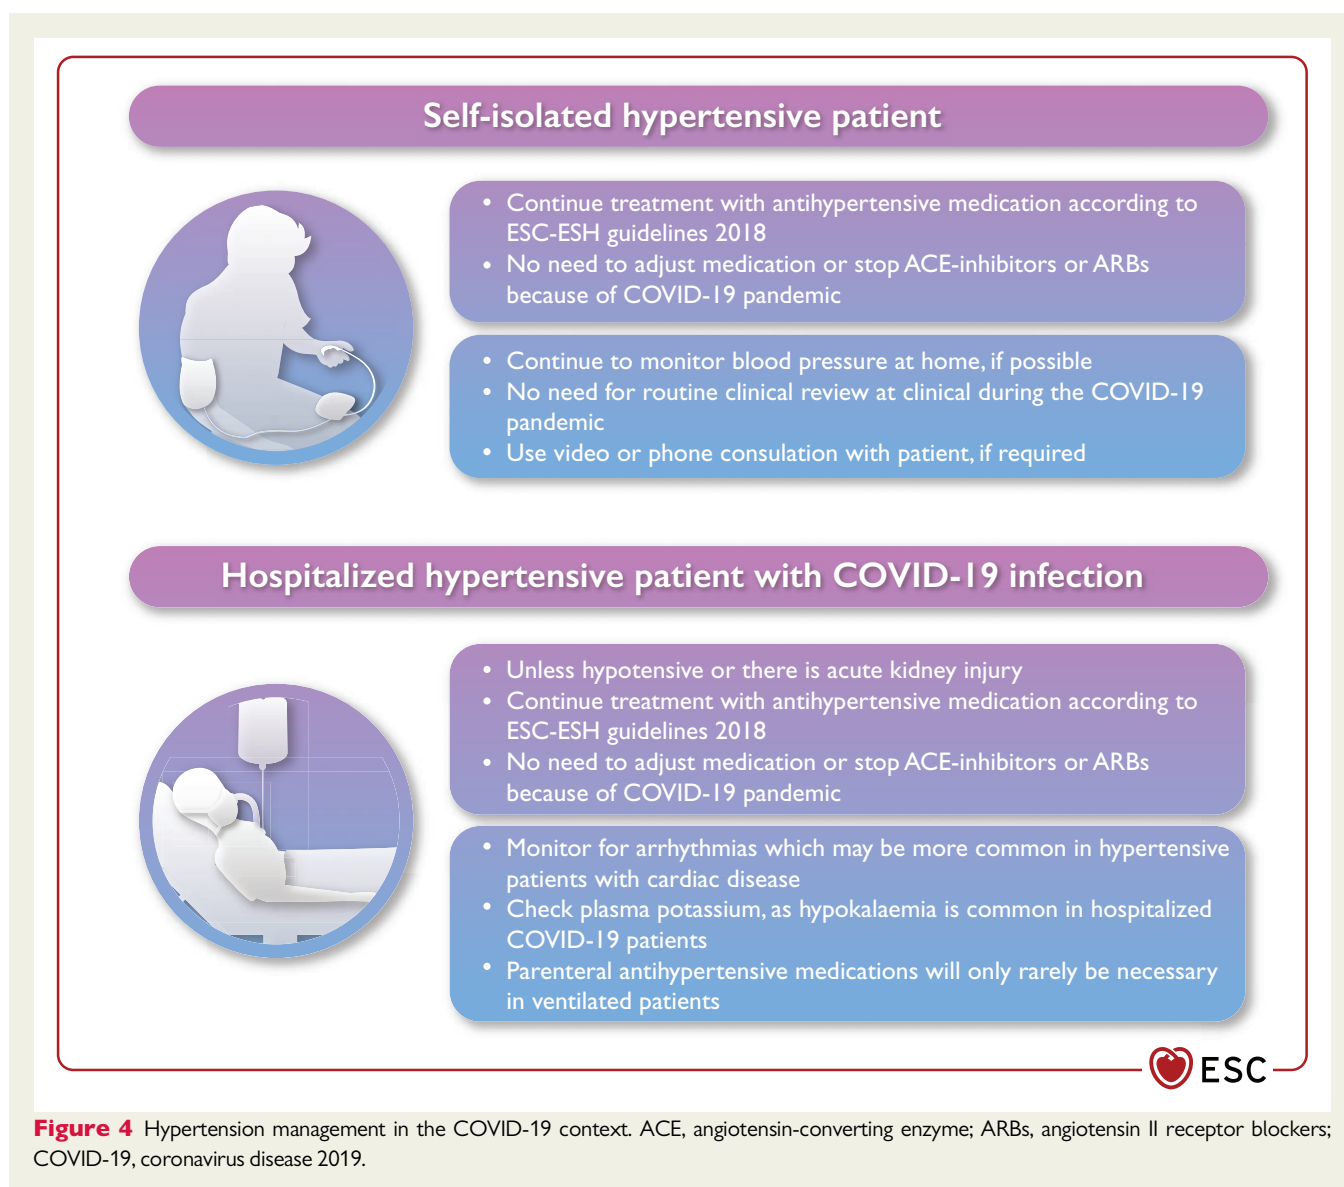 Self-isolated hypertensive patient
• Continue treatment with antihypertensive medication according to
ESC-ESH guidelines 2018
• No need to adjust medication or stop ACE-inhibitors or ARBs
because of COVID-19 pandemic
• Continue to monitor blood pressure at home, if possible
• No need for routine clinical review at clinical during the COVID-19
pandemic
• Use video or phone consulation with patient, if required
Hospitalized hypertensive patient with COVID-19 infection
• Unless hypotensive or there is acute kidney injury
• Continue treatment with antihypertensive medication according to
ESC-ESH guidelines 2018
• No need to adjust medication or stop ACE-inhibitors or ARBs
because of COVID-19 pandemic
• Monitor for arrhythmias which may be more common in hypertensive
patients with cardiac disease
• Check plasma potassium, as hypokalaemia is common in hospitalized
COVID-19 patients
• Parenteral antihypertensive medications will only rarely be necessary
in ventilated patients
ESC
Figure 4 Hypertension management in the COVID-19 context. ACE, angiotensin-converting enzyme; ARBs, angiotensin II receptor blockers;
COVID-19, coronavirus disease 2019.